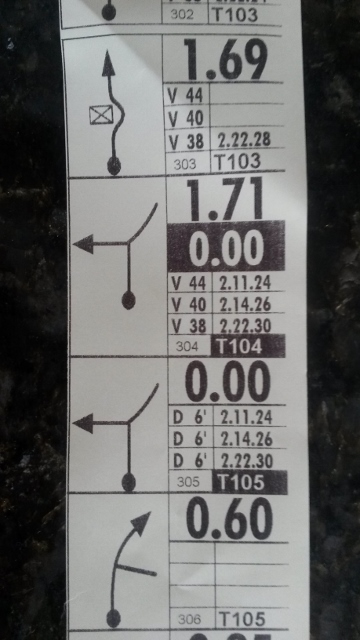 302 T103
1.69
V 44
V 40
V 38 2.22.28
303 T103
1.71
0.00
V 44 2.11.24
V 40 2.14.26
V 38 2.22.30
304 T104
0.00
D 6' 2.11.24
D 6' 2.14.26
D 6' 2.22.30
305 T105
0.60
306 T105